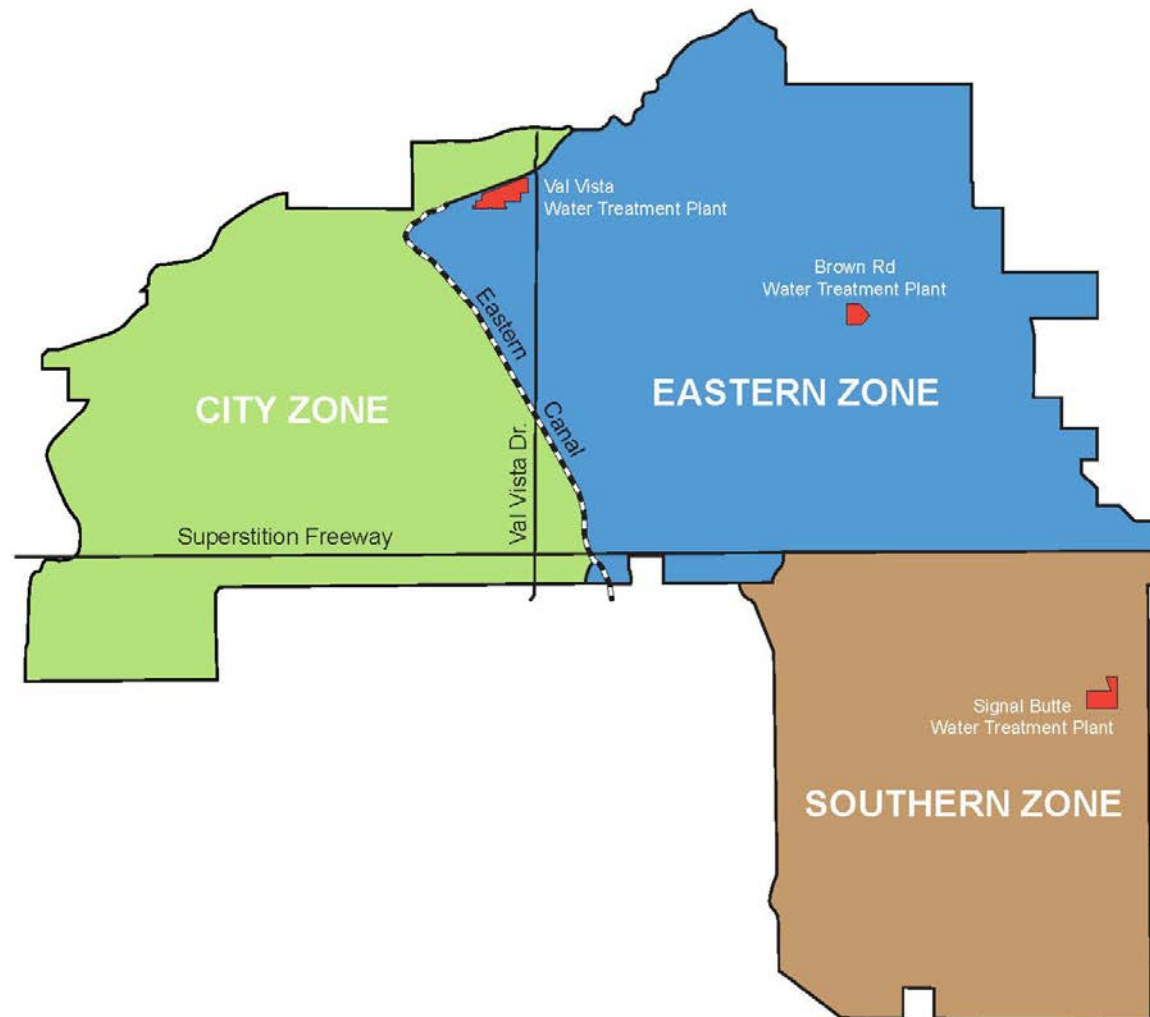 Val Vista
Water Treatment Plant
Brown Rd
Water Treatment Plant
Eastern Canal
CITY ZONE
EASTERN ZONE
Val Vista Dr.
Superstition Freeway
Signal Butte
Water Treatment Plant
SOUTHERN ZONE